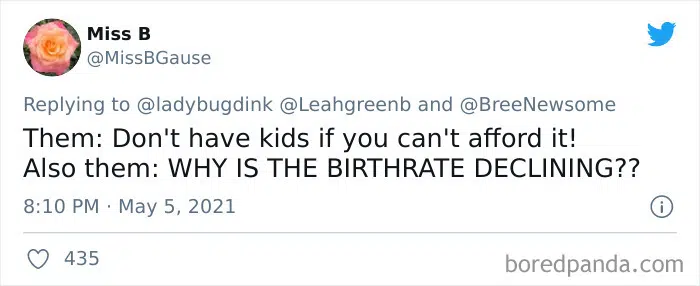 Miss B
@MissBGause
Replying to @ladybugdink @Leahgreenb and @BreeNewsome
Them: Don't have kids if you can't afford it!
Also them: WHY IS THE BIRTHRATE DECLINING??
8:10 PM · May 5, 2021
435
boredpanda.com